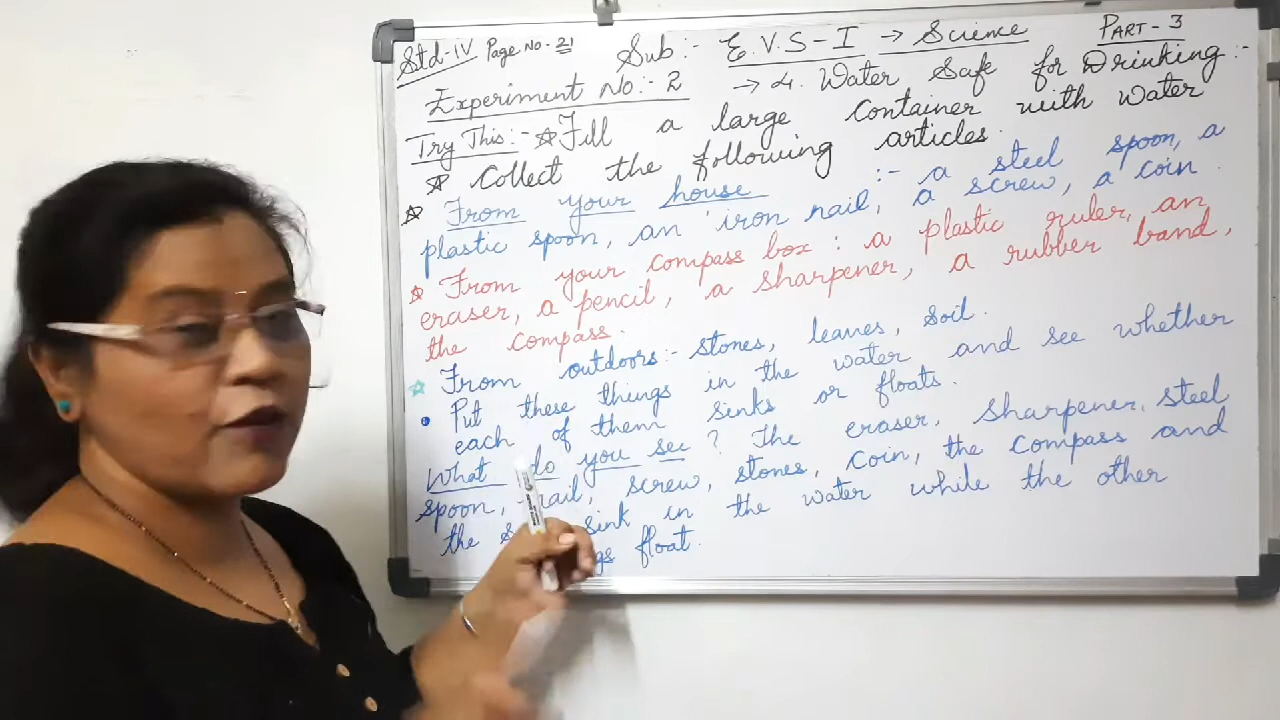 Std-IV Page No-21 Sub:- E.V.S-I → Science PART-3
Experiment No:- 2 → 4. Water Safe for Drinking:-
Try This:- ☆ Fill a large container with water
☆ Collect the following articles.
☆ From your house :- a steel spoon, a
plastic spoon, an iron nail, a screw, a coin.
☆ From your compass box : a plastic ruler, an
eraser, a pencil, a sharpener, a rubber band,
the compass.
☆ From outdoors:- stones, leaves, soil.
• Put these things in the water and see whether
each of them sinks or floats.
What do you see? The eraser, sharpener, steel
spoon, nail, screw, stones, coin, the compass and
the sink in the water while the other
float.